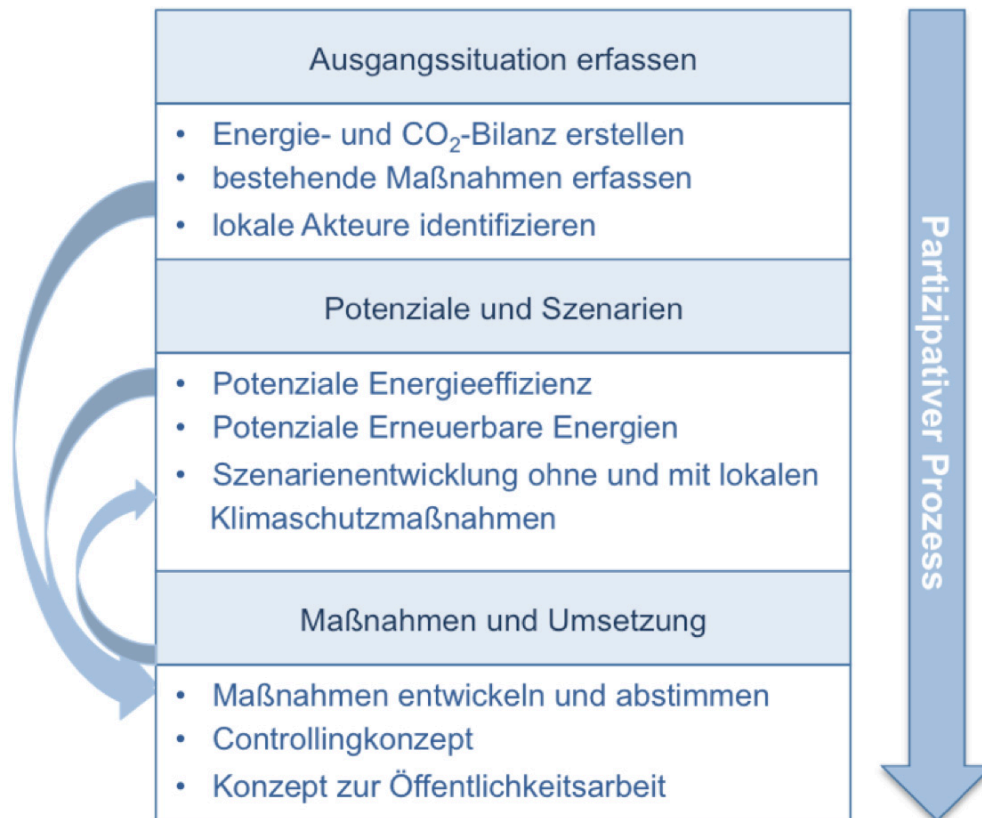 Ausgangssituation erfassen
• Energie- und CO₂-Bilanz erstellen
• bestehende Maßnahmen erfassen
• lokale Akteure identifizieren
Potenziale und Szenarien
• Potenziale Energieeffizienz
• Potenziale Erneuerbare Energien
• Szenarienentwicklung ohne und mit lokalen
Klimaschutzmaßnahmen
Maßnahmen und Umsetzung
• Maßnahmen entwickeln und abstimmen
• Controllingkonzept
• Konzept zur Öffentlichkeitsarbeit
Partizipativer Prozess